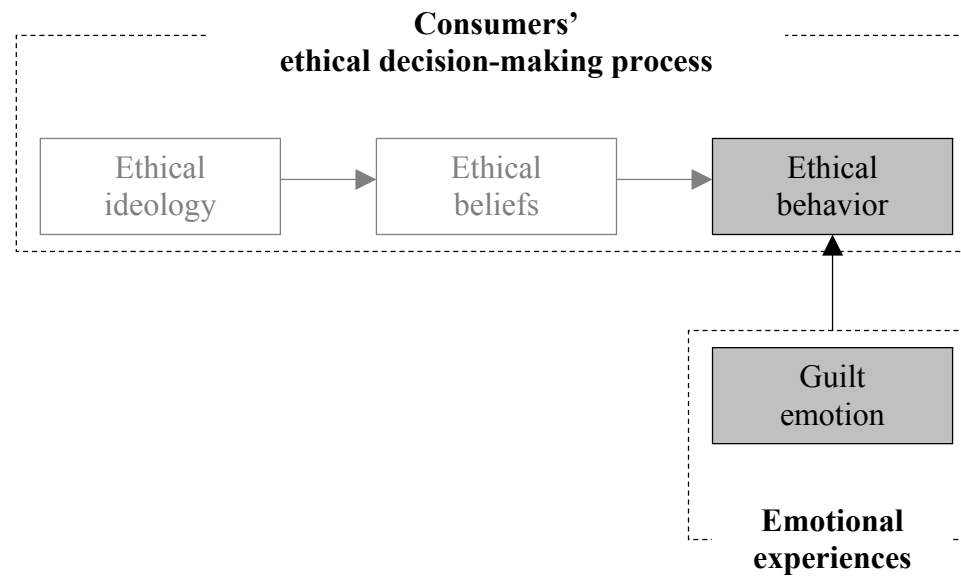 Consumers’
ethical decision-making process
Ethical
ideology
Ethical
beliefs
Ethical
behavior
Guilt
emotion
Emotional
experiences